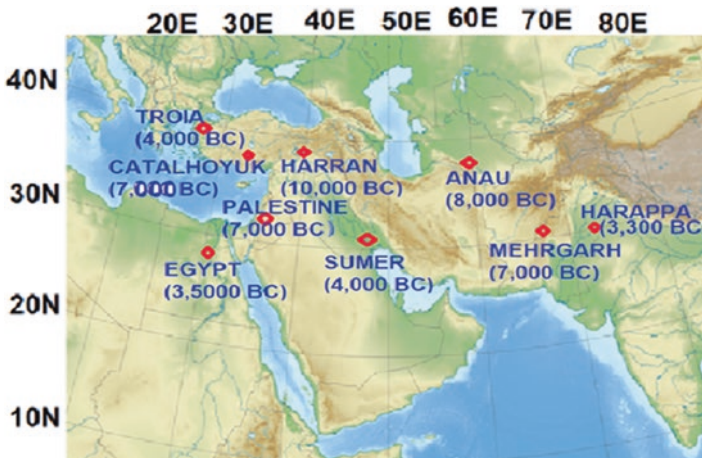 20E 30E 40E 50E 60E 70E 80E
40N
30N
20N
10N
TROIA
(4,000 BC)
CATALHOYUK
(7,000 BC)
HARRAN
(10,000 BC)
PALESTINE
(7,000 BC)
EGYPT
(3,5000 BC)
SUMER
(4,000 BC)
ANAU
(8,000 BC)
MEHRGARH
(7,000 BC)
HARAPPA
(3,300 BC